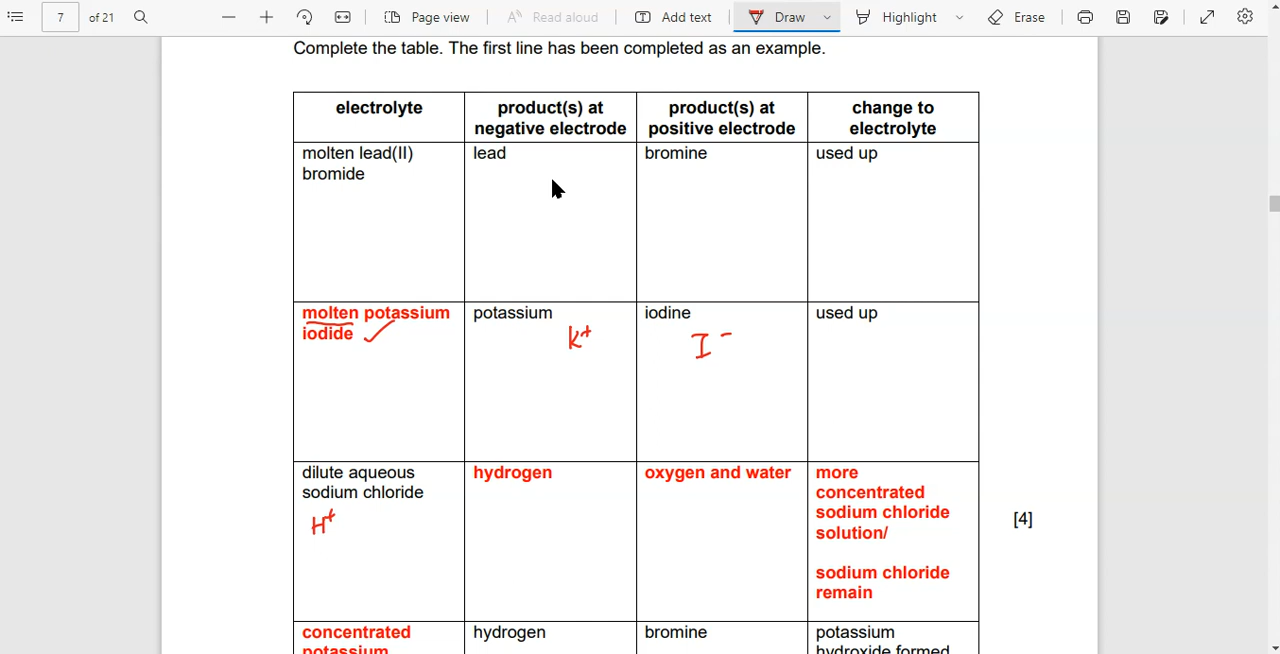 7 of 21 Page view Read aloud Add text Draw Highlight Erase
Complete the table. The first line has been completed as an example.
electrolyte
product(s) at
negative electrode
product(s) at
positive electrode
change to
electrolyte
molten lead(II)
bromide
lead
bromine
used up
molten potassium
iodide
potassium
K+
iodine
I -
used up
dilute aqueous
sodium chloride
H+
hydrogen
oxygen and water
more
concentrated
sodium chloride
solution/
sodium chloride
remain
[4]
concentrated
potassium
hydrogen
bromine
potassium
hydroxide formed